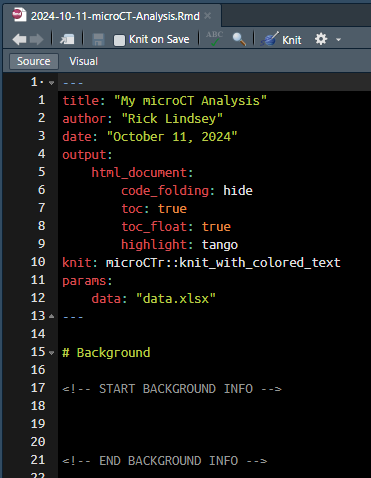 2024-10-11-microCT-Analysis.Rmd
Knit on Save ABC Knit
Source Visual
1 ---
1 title: "My microCT Analysis"
2 author: "Rick Lindsey"
3 date: "October 11, 2024"
4 output:
5     html_document:
6         code_folding: hide
7         toc: true
8         toc_float: true
9         highlight: tango
10 knit: microCTr::knit_with_colored_text
11 params:
12     data: "data.xlsx"
13 ---
14
15 # Background
16
17 <!-- START BACKGROUND INFO -->
18
19
20
21 <!-- END BACKGROUND INFO -->
22